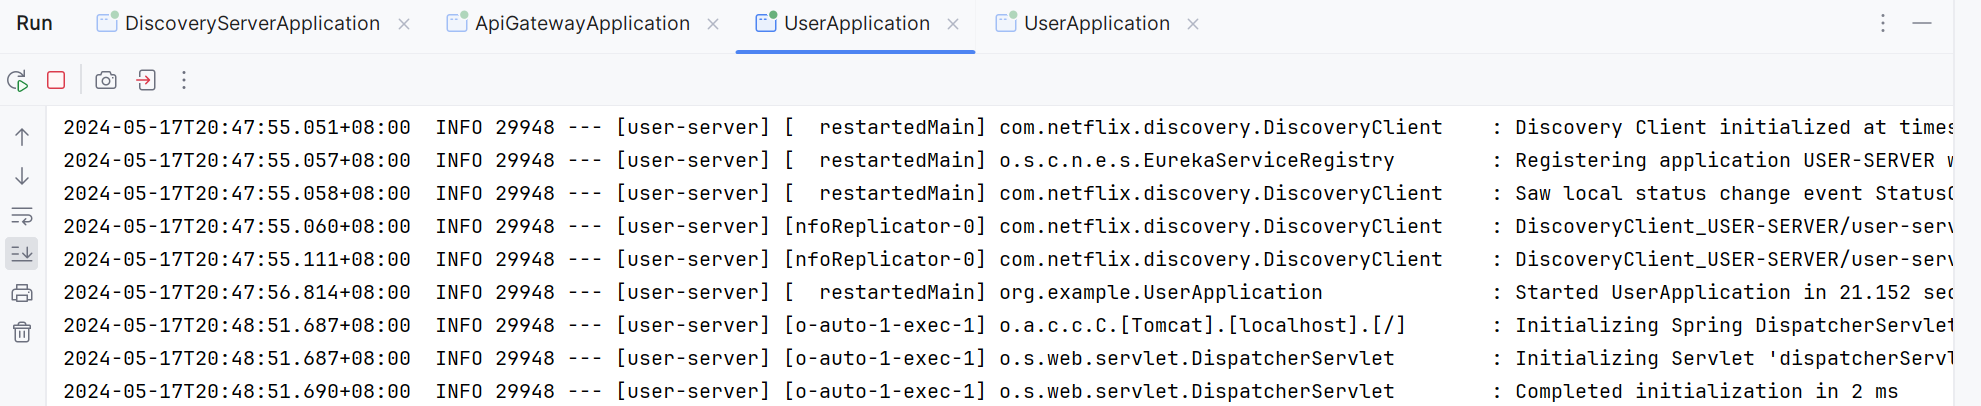 Run DiscoveryServerApplication ApiGatewayApplication UserApplication UserApplication
2024-05-17T20:47:55.051+08:00  INFO 29948 --- [user-server] [  restartedMain] com.netflix.discovery.DiscoveryClient    : Discovery Client initialized at times
2024-05-17T20:47:55.057+08:00  INFO 29948 --- [user-server] [  restartedMain] o.s.c.n.e.s.EurekaServiceRegistry        : Registering application USER-SERVER w
2024-05-17T20:47:55.058+08:00  INFO 29948 --- [user-server] [  restartedMain] com.netflix.discovery.DiscoveryClient    : Saw local status change event StatusC
2024-05-17T20:47:55.060+08:00  INFO 29948 --- [user-server] [nfoReplicator-0] com.netflix.discovery.DiscoveryClient    : DiscoveryClient_USER-SERVER/user-serv
2024-05-17T20:47:55.111+08:00  INFO 29948 --- [user-server] [nfoReplicator-0] com.netflix.discovery.DiscoveryClient    : DiscoveryClient_USER-SERVER/user-serv
2024-05-17T20:47:56.814+08:00  INFO 29948 --- [user-server] [  restartedMain] org.example.UserApplication              : Started UserApplication in 21.152 sec
2024-05-17T20:48:51.687+08:00  INFO 29948 --- [user-server] [o-auto-1-exec-1] o.a.c.c.C.[Tomcat].[localhost].[/]       : Initializing Spring DispatcherServlet
2024-05-17T20:48:51.687+08:00  INFO 29948 --- [user-server] [o-auto-1-exec-1] o.s.web.servlet.DispatcherServlet        : Initializing Servlet 'dispatcherServl
2024-05-17T20:48:51.690+08:00  INFO 29948 --- [user-server] [o-auto-1-exec-1] o.s.web.servlet.DispatcherServlet        : Completed initialization in 2 ms